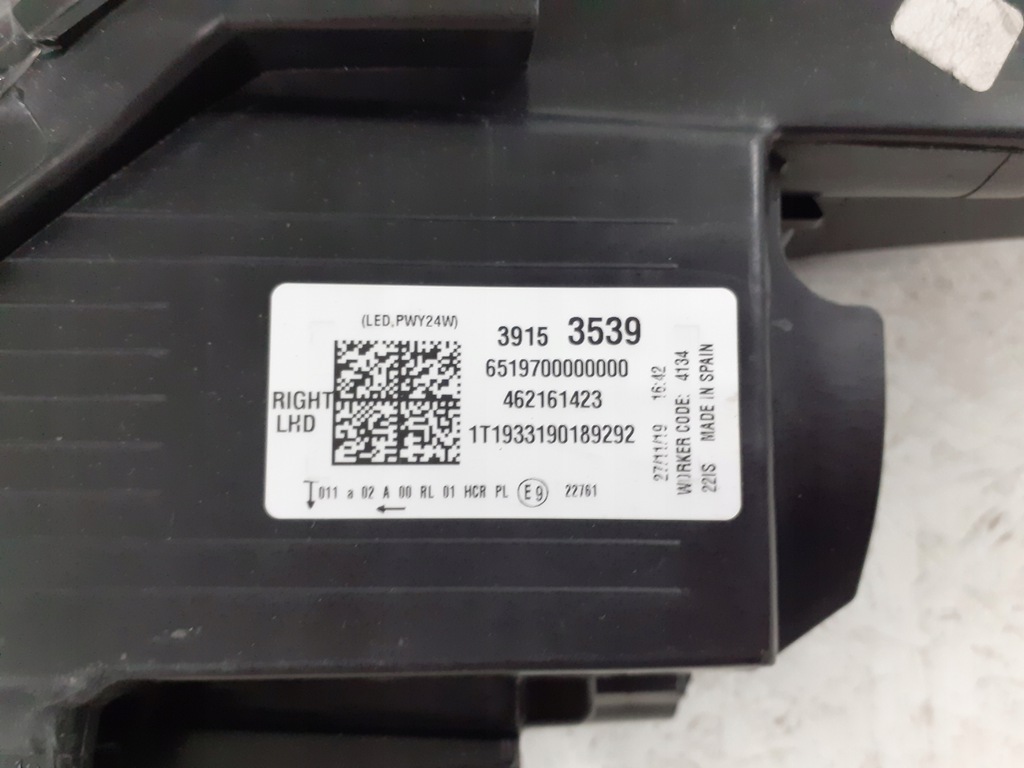 (LED,PWY24W)
3915 3539
6519700000000
462161423
1T1933190189292
RIGHT
LHD
011 a 02 A 00 RL 01 HCR PL E9 22761
27/11/19 16:42
WORKER CODE: 4134
22IS MADE IN SPAIN